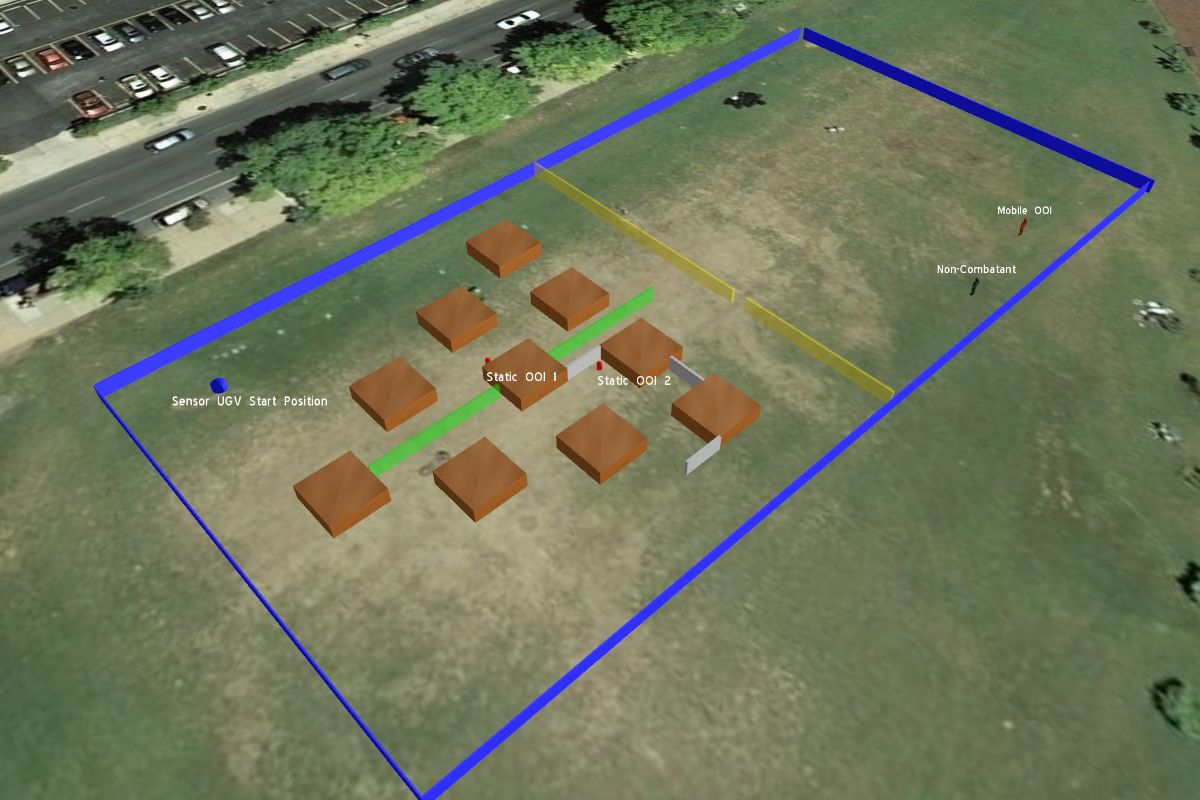 Mobile OOI
Non-Combatant
Static OOI 1
Static OOI 2
Sensor UGV Start Position